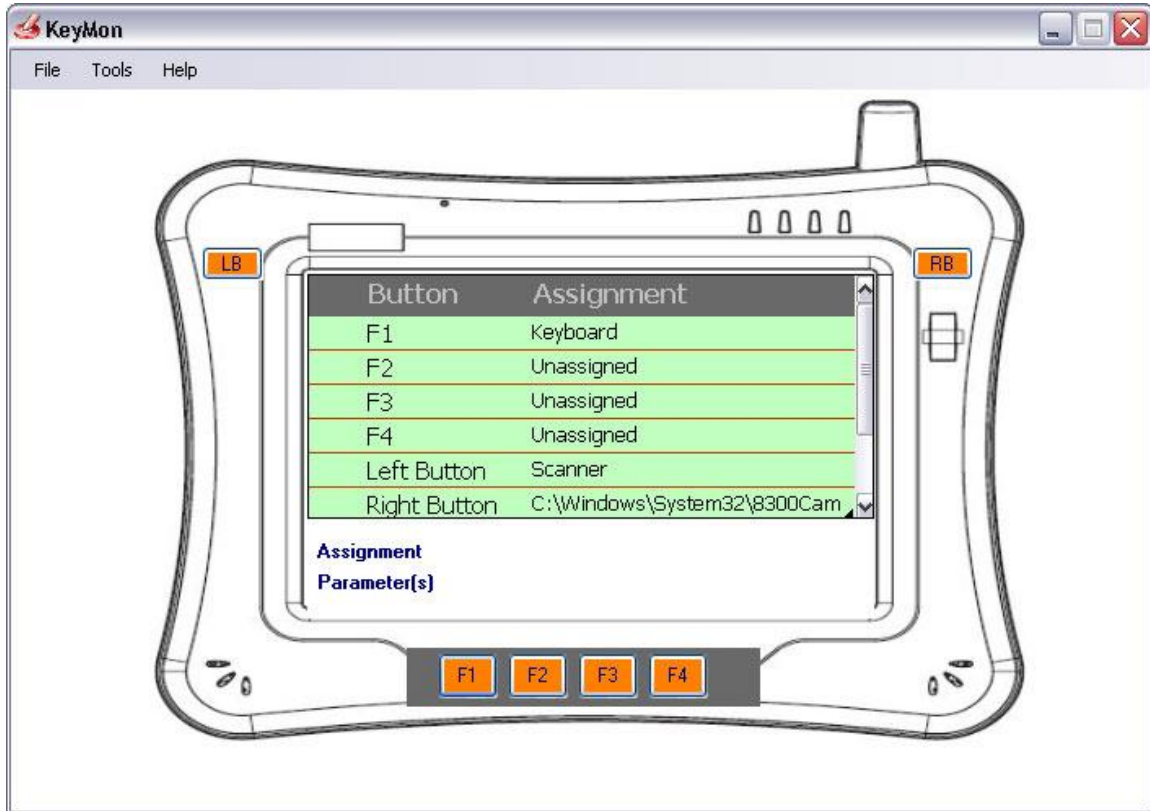 KeyMon
File Tools Help
LB
RB
Button Assignment
F1 Keyboard
F2 Unassigned
F3 Unassigned
F4 Unassigned
Left Button Scanner
Right Button C:\Windows\System32\8300Cam
Assignment
Parameter(s)
F1 F2 F3 F4